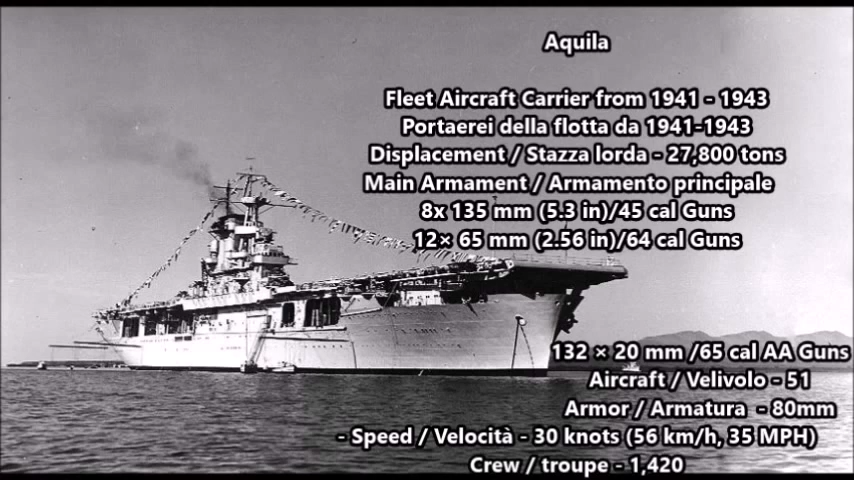 Aquila
Fleet Aircraft Carrier from 1941 - 1943
Portaerei della flotta da 1941-1943
Displacement / Stazza lorda - 27,800 tons
Main Armament / Armamento principale
8x 135 mm (5.3 in)/45 cal Guns
12× 65 mm (2.56 in)/64 cal Guns
132 × 20 mm /65 cal AA Guns
Aircraft / Velivolo - 51
Armor / Armatura - 80mm
- Speed / Velocità - 30 knots (56 km/h, 35 MPH)
Crew / troupe - 1,420